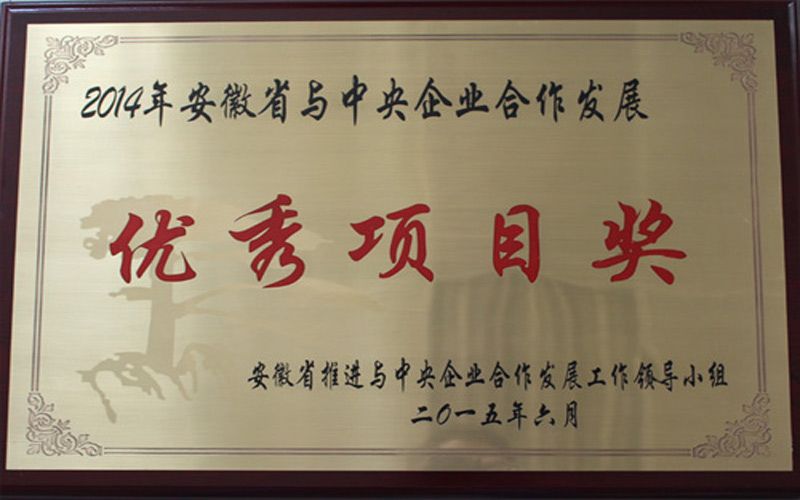 2014年安徽省与中央企业合作发展
优秀项目奖
安徽省推进与中央企业合作发展工作领导小组
二〇一五年六月